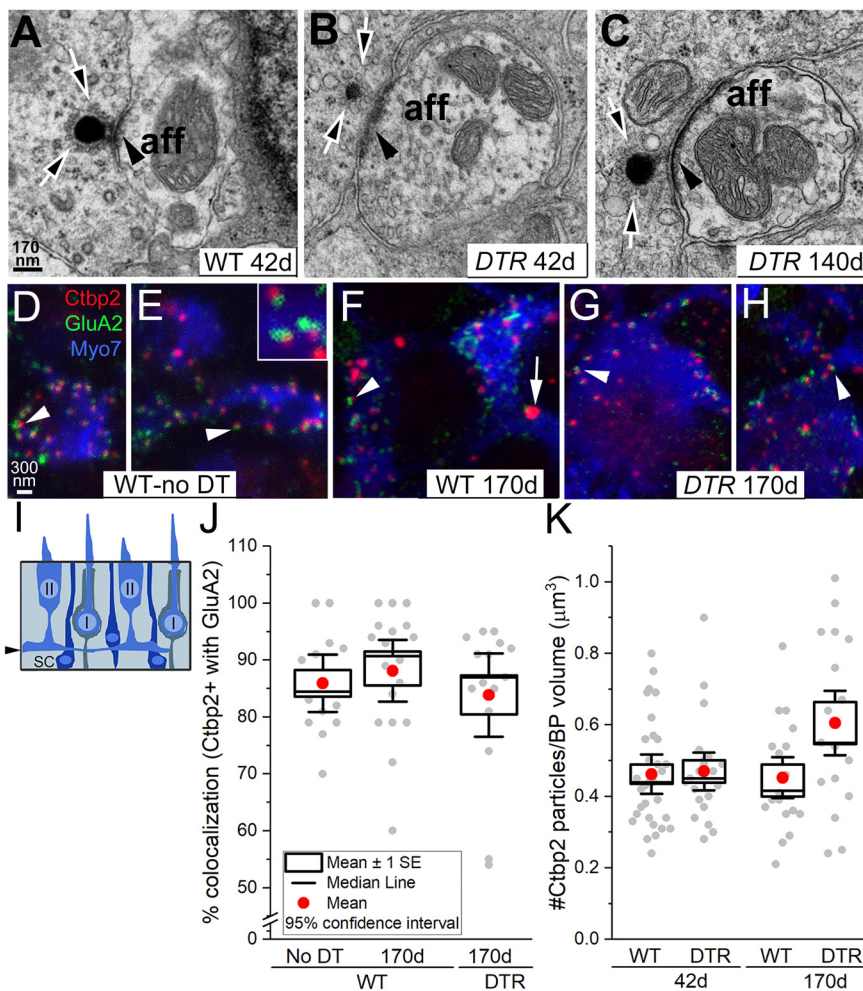 A
aff
170
nm
WT 42d
B
aff
DTR 42d
C
aff
DTR 140d
D
Ctbp2
GluA2
Myo7
300
nm
E
WT-no DT
F
WT 170d
G
H
DTR 170d
I
II
I
II
I
SC
J
% colocalization (Ctbp2+ with GluA2)
110
100
90
80
70
60
50
0
Mean ± 1 SE
Median Line
Mean
95% confidence interval
No DT
170d
170d
WT
DTR
K
#Ctbp2 particles/BP volume (µm³)
1.0
0.8
0.6
0.4
0.2
0
WT
DTR
WT
DTR
42d
170d